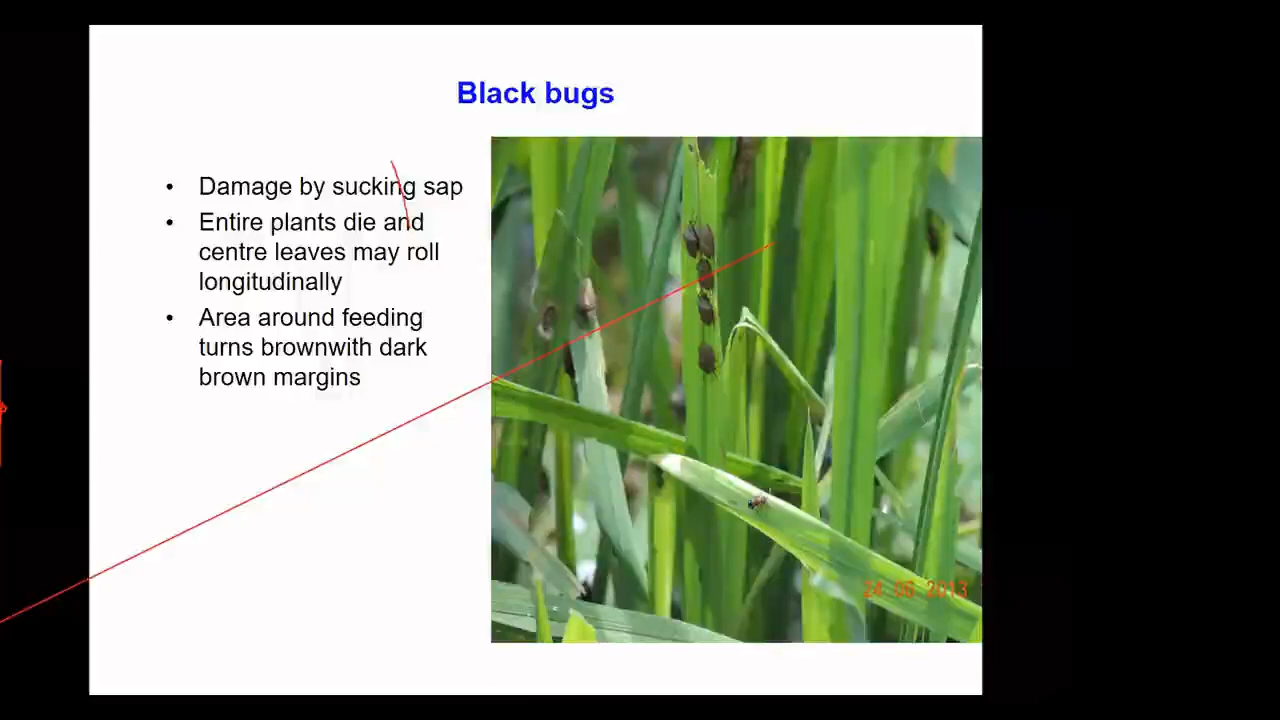 Black bugs
• Damage by sucking sap
• Entire plants die and
centre leaves may roll
longitudinally
• Area around feeding
turns brownwith dark
brown margins
24 06 2013